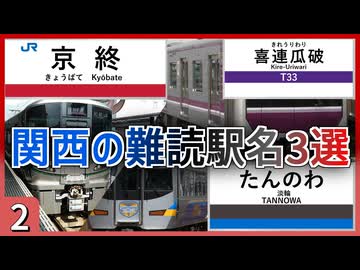 JR
京終
きょうばて Kyōbate
きれうりわり
喜連瓜破
Kire-Uriwari
T33
関西の難読駅名3選
たんのわ
淡輪
TANNOWA
2